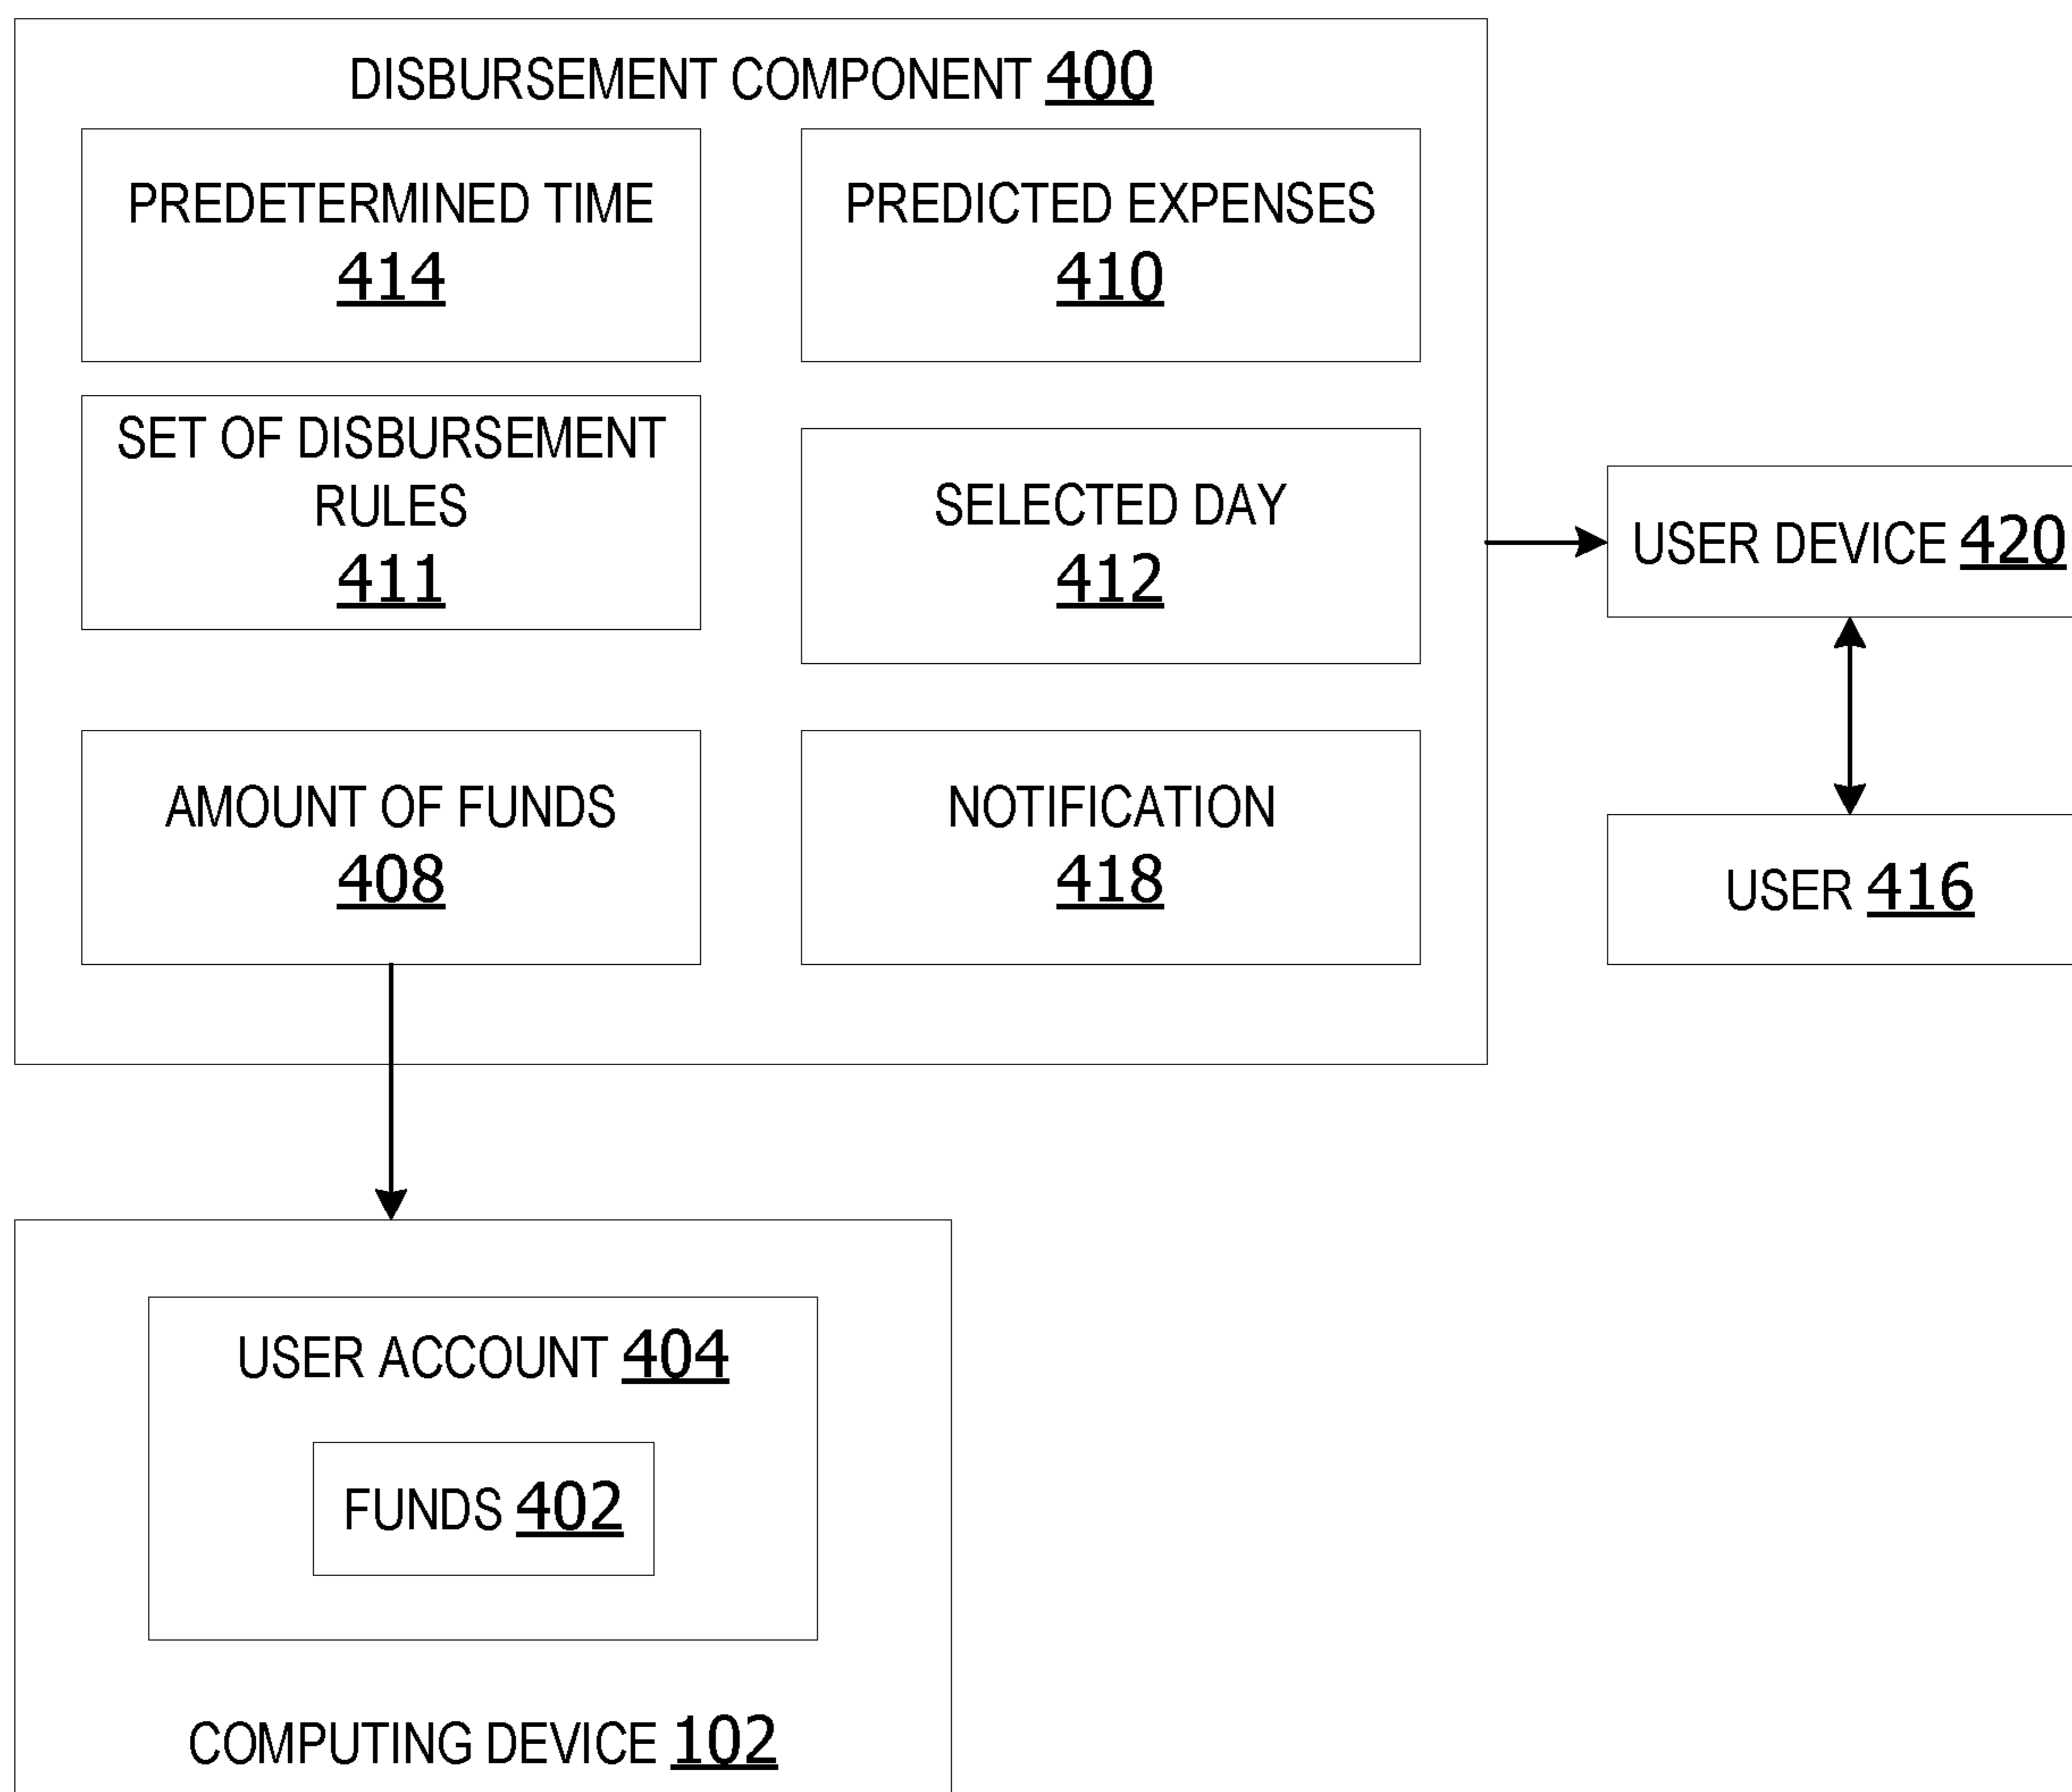 DISBURSEMENT COMPONENT 400
PREDETERMINED TIME
414
PREDICTED EXPENSES
410
SET OF DISBURSEMENT
RULES
411
SELECTED DAY
412
USER DEVICE 420
AMOUNT OF FUNDS
408
NOTIFICATION
418
USER 416
USER ACCOUNT 404
FUNDS 402
COMPUTING DEVICE 102